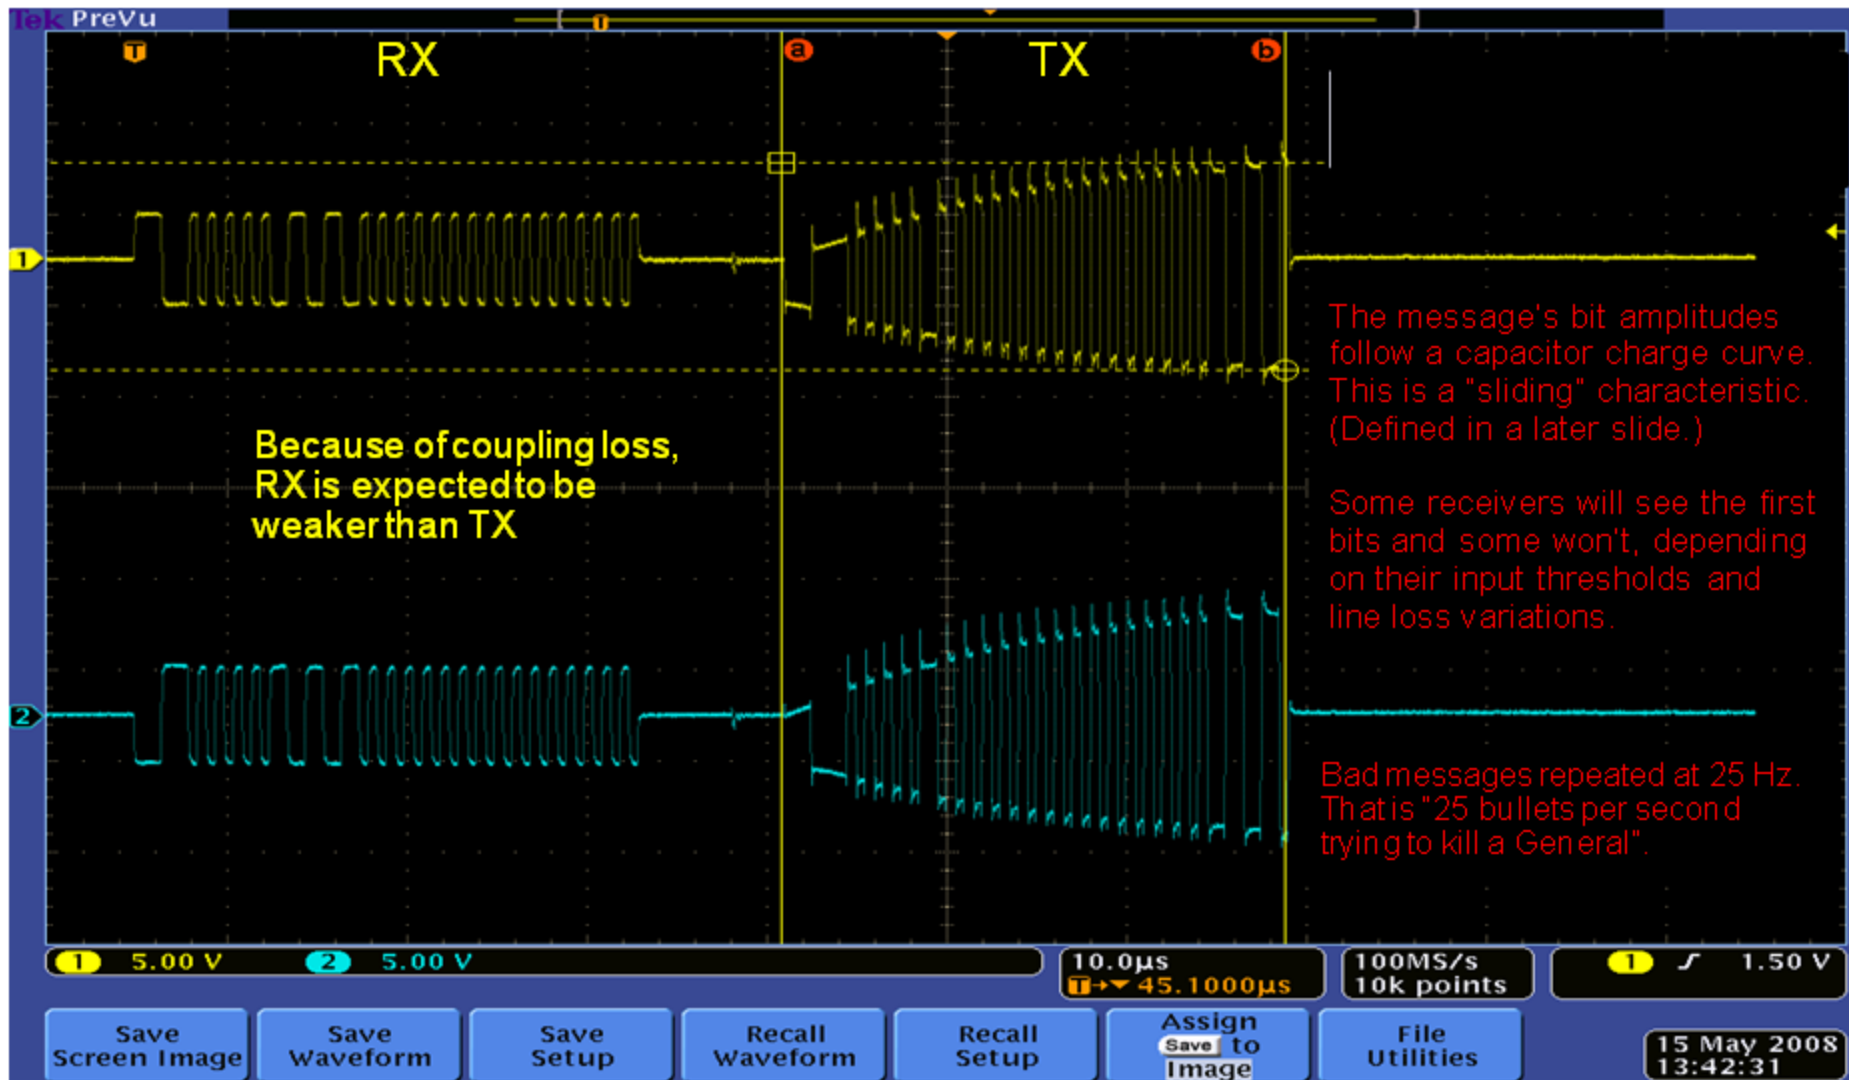 Tek PreVu
T
T
RX
a
TX
b
1
Because of coupling loss,
RX is expected to be
weaker than TX
The message's bit amplitudes
follow a capacitor charge curve.
This is a "sliding" characteristic.
(Defined in a later slide.)
Some receivers will see the first
bits and some won't, depending
on their input thresholds and
line loss variations.
2
Bad messages repeated at 25 Hz.
That is "25 bullets per second
trying to kill a General".
1 5.00 V 2 5.00 V
10.0µs
T→▼ 45.1000µs
100MS/s
10k points
1 ∫ 1.50 V
Save
Screen Image
Save
Waveform
Save
Setup
Recall
Waveform
Recall
Setup
Assign
Save to
Image
File
Utilities
15 May 2008
13:42:31